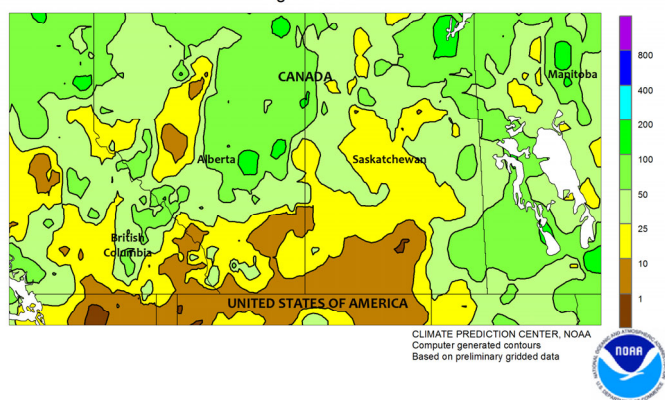 CANADA
Manitoba
Alberta
Saskatchewan
British
Columbia
UNITED STATES OF AMERICA
800
400
200
100
50
25
10
1
CLIMATE PREDICTION CENTER, NOAA
Computer generated contours
Based on preliminary gridded data
NOAA